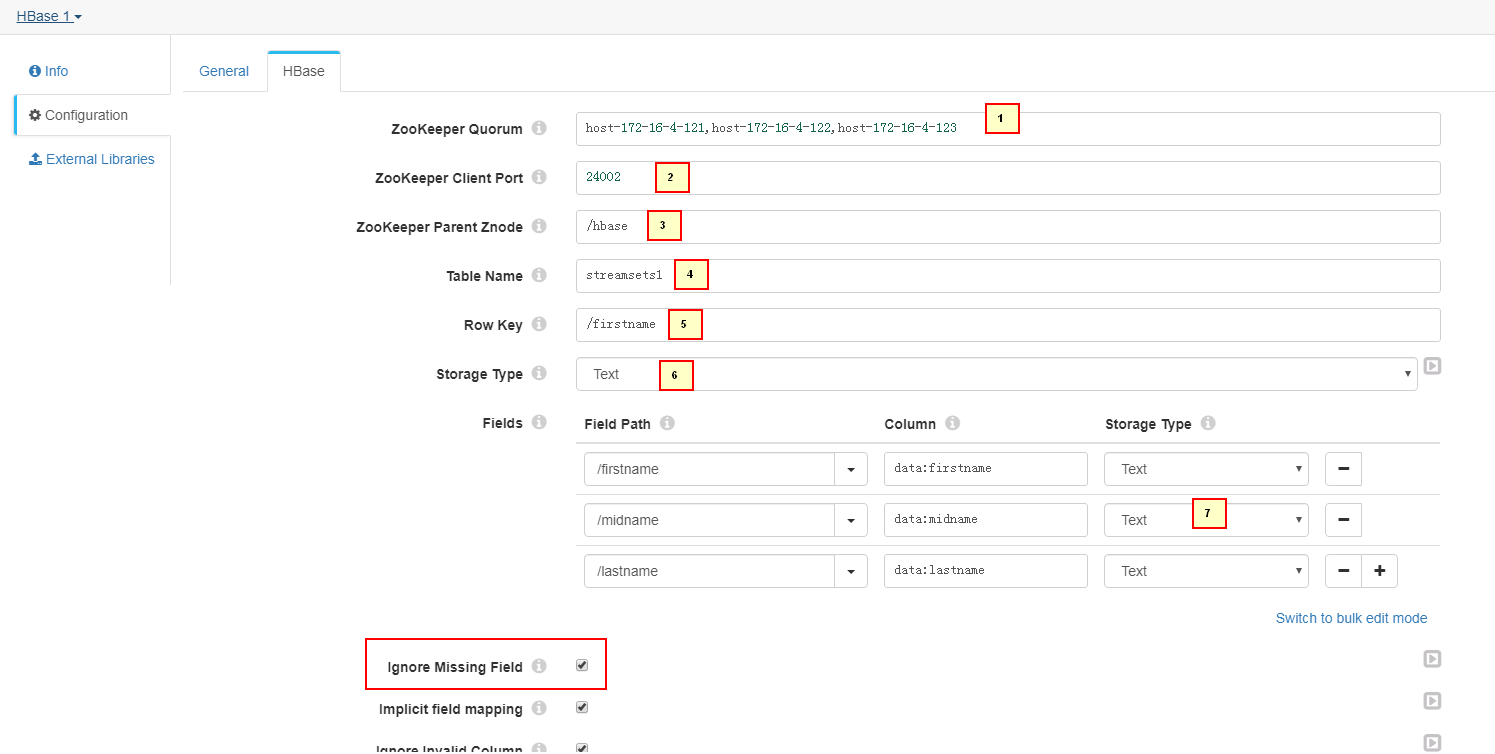 HBase 1
Info
General
HBase
Configuration
External Libraries
ZooKeeper Quorum
host-172-16-4-121,host-172-16-4-122,host-172-16-4-123
1
ZooKeeper Client Port
24002
2
ZooKeeper Parent Znode
/hbase
3
Table Name
streamsets1
4
Row Key
/firstname
5
Storage Type
Text
6
Fields
Field Path
Column
Storage Type
/firstname
data:firstname
Text
/midname
data:midname
Text
7
/lastname
data:lastname
Text
Switch to bulk edit mode
Ignore Missing Field
Implicit field mapping
Ignore Invalid Column